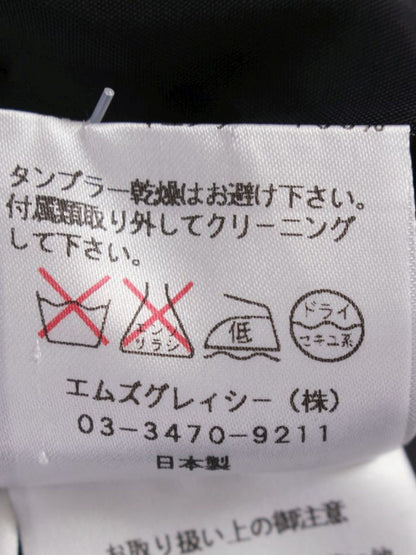 100%
タンブラー乾燥はお避け下さい。
付属類取り外してクリーニング
して下さい。
エンソ
サラシ
低
ドライ
セキユ系
エムズグレイシー（株）
03-3470-9211
日本製
お取り扱い上の御注意